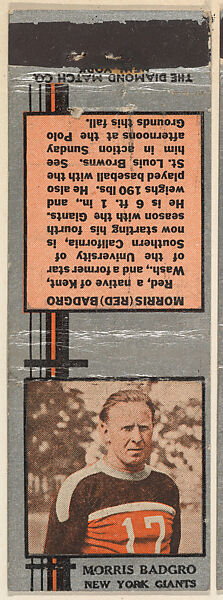 THE DIAMOND MATCH CO.
MORRIS (RED) BADGRO
Red, a native of Kent,
Wash., and a former star
of the University of
Southern California, is
now starting his fourth
season with the Giants.
He is 6 ft. 1 in., and
weighs 190 lbs. He also
played baseball with the
St. Louis Browns. See
him in action Sunday
afternoons at the Polo
Grounds this fall.
17
MORRIS BADGRO
NEW YORK GIANTS